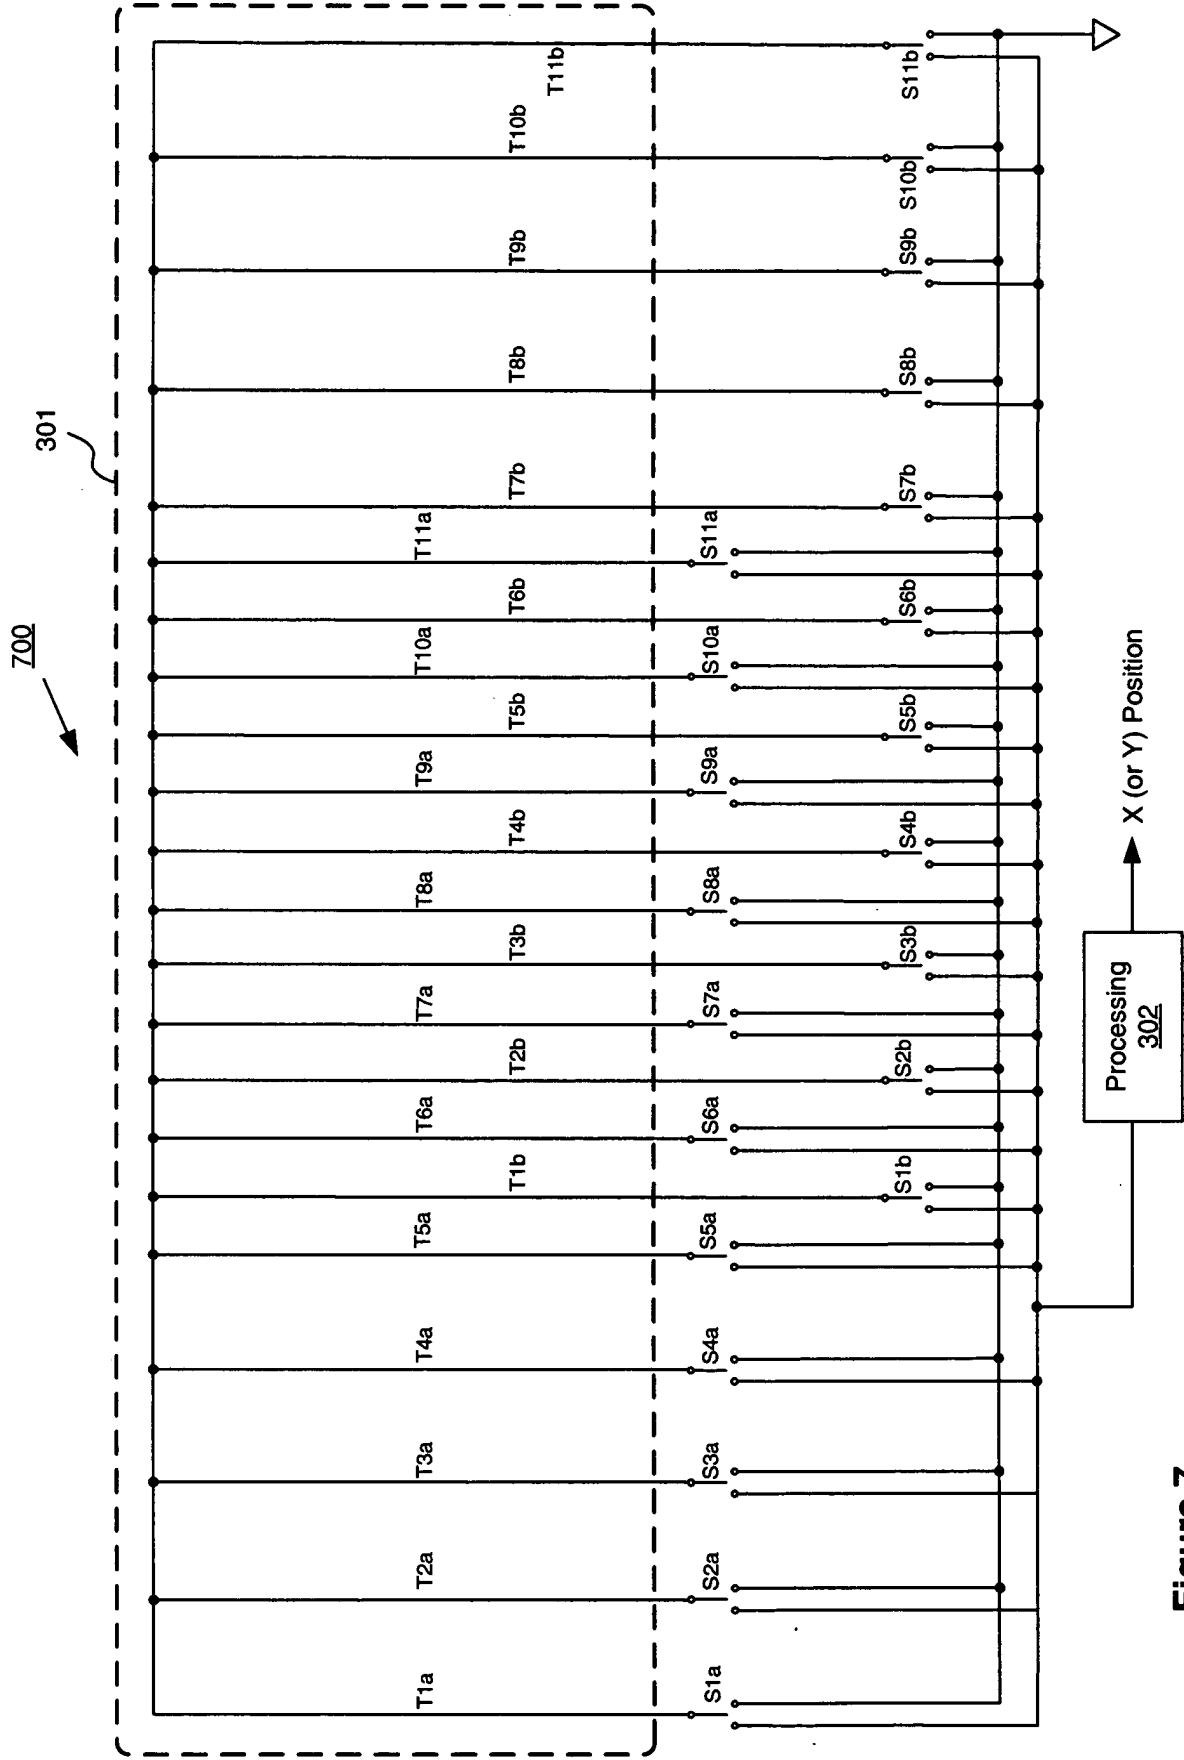 700
301
T1a
T2a
T3a
T4a
T5a
T6a
T7a
T8a
T9a
T10a
T11a
T1b
T2b
T3b
T4b
T5b
T6b
T7b
T8b
T9b
T10b
T11b
S1a
S2a
S3a
S4a
S5a
S6a
S7a
S8a
S9a
S10a
S11a
S1b
S2b
S3b
S4b
S5b
S6b
S7b
S8b
S9b
S10b
S11b
Processing
302
X (or Y) Position
Figure 7